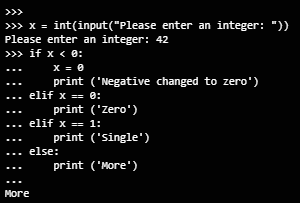 >>>
>>> x = int(input("Please enter an integer: "))
Please enter an integer: 42
>>> if x < 0:
...     x = 0
...     print ('Negative changed to zero')
... elif x == 0:
...     print ('Zero')
... elif x == 1:
...     print ('Single')
... else:
...     print ('More')
...
More